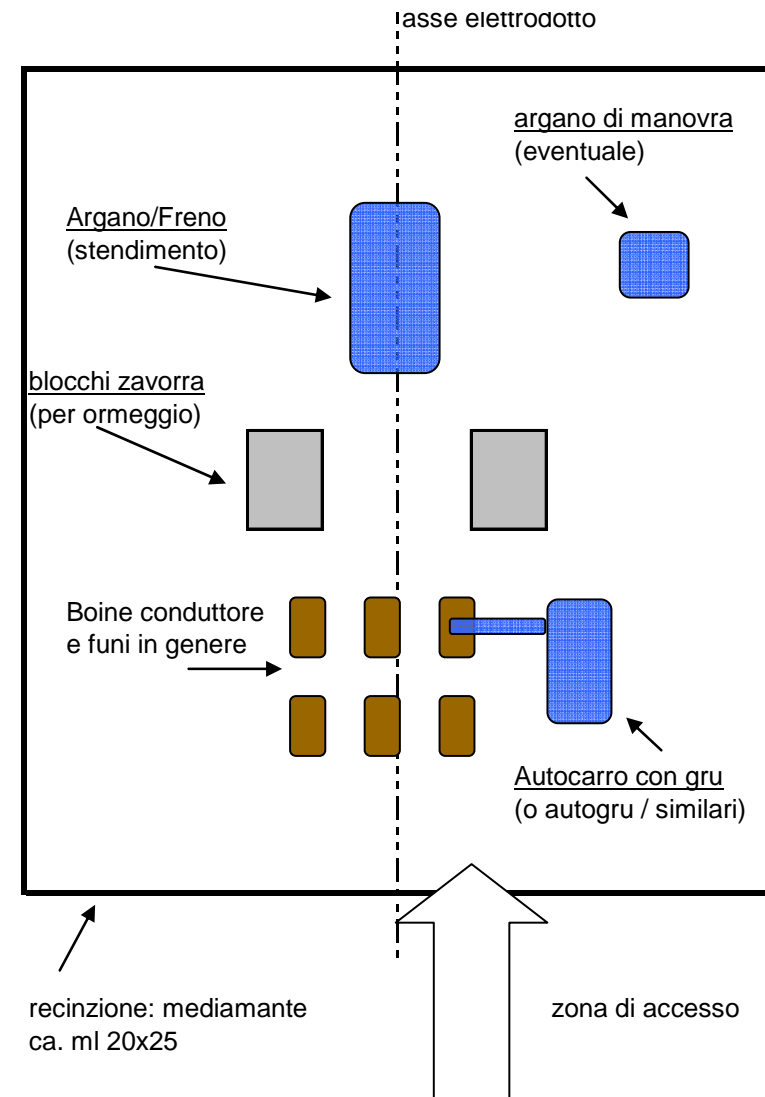 asse elettrodotto
argano di manovra
(eventuale)
Argano/Freno
(stendimento)
blocchi zavorra
(per ormeggio)
Boine conduttore
e funi in genere
Autocarro con gru
(o autogru / similari)
recinzione: mediamante
ca. ml 20x25
zona di accesso